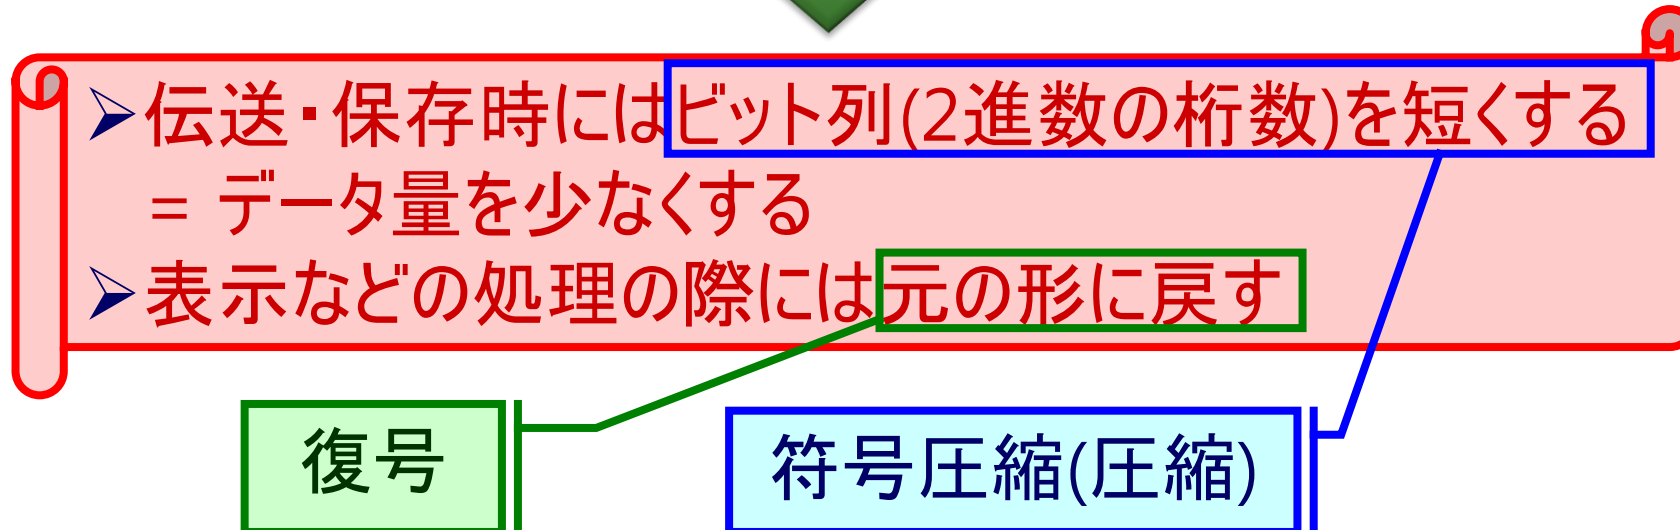 ➢伝送・保存時にはビット列(2進数の桁数)を短くする
= データ量を少なくする
➢表示などの処理の際には元の形に戻す
復号
符号圧縮(圧縮)